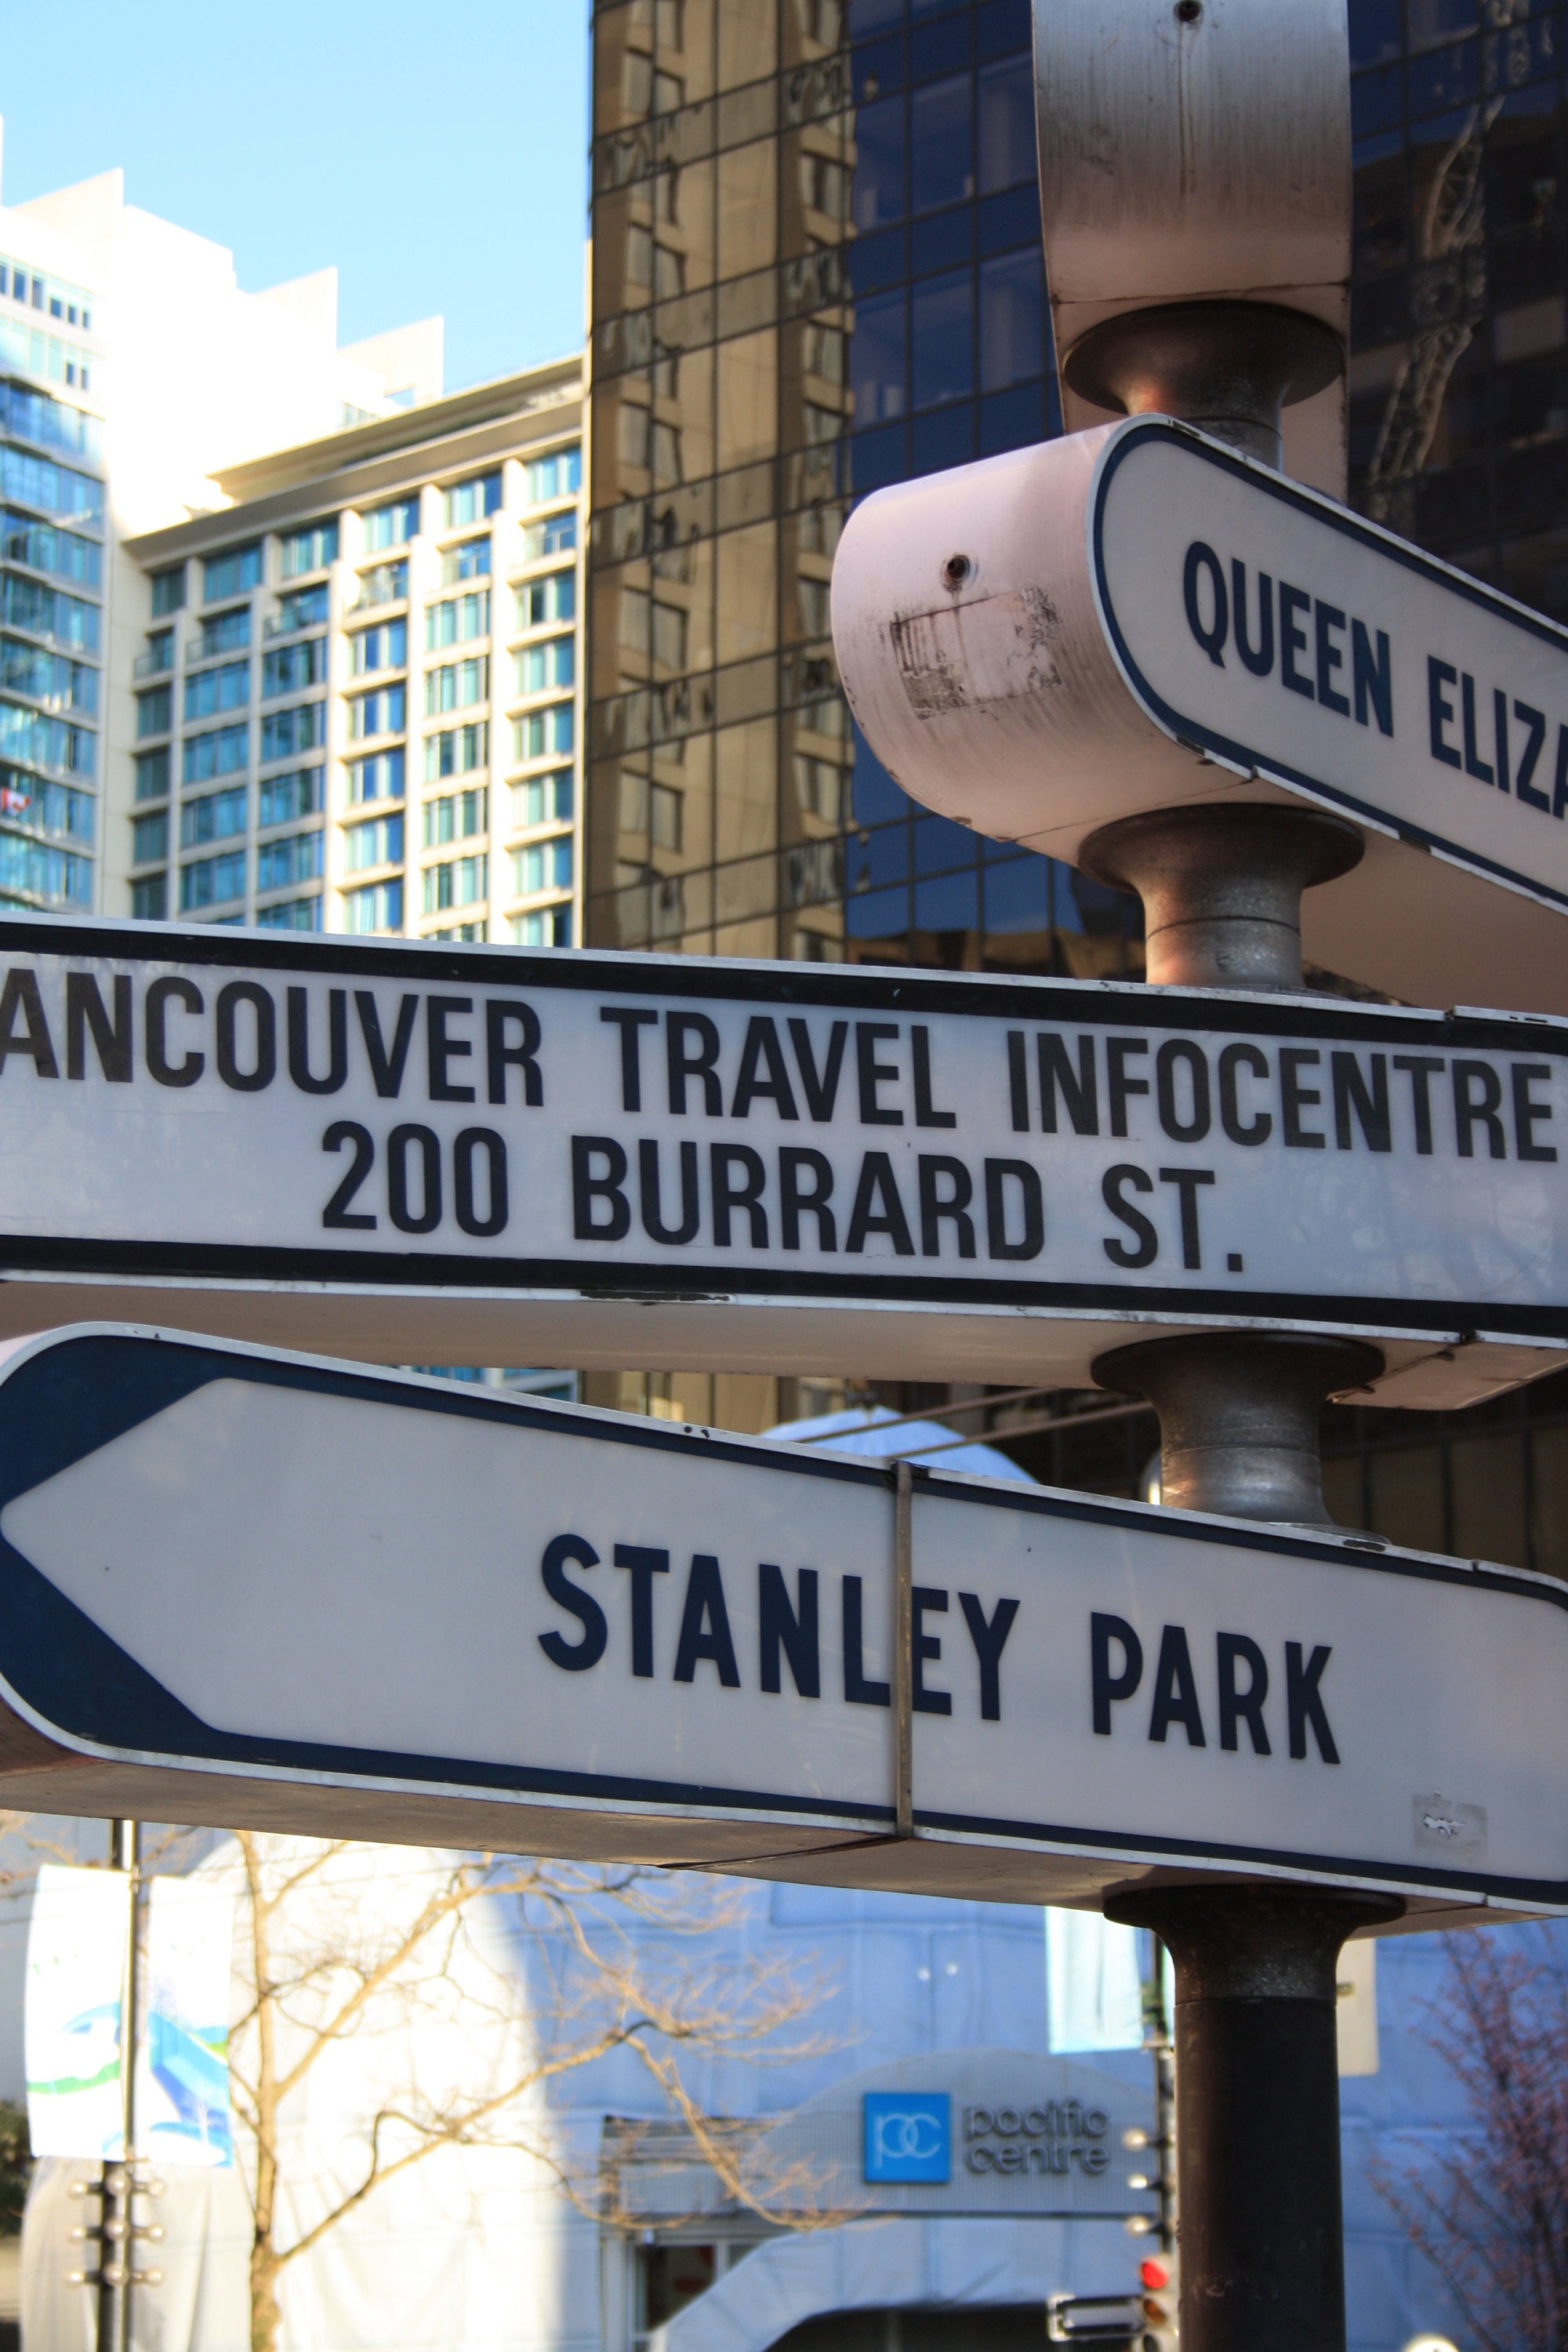 QUEEN ELIZA
ANCOUVER TRAVEL INFOCENTRE
200 BURRARD ST.
STANLEY PARK
pc pacific
centre